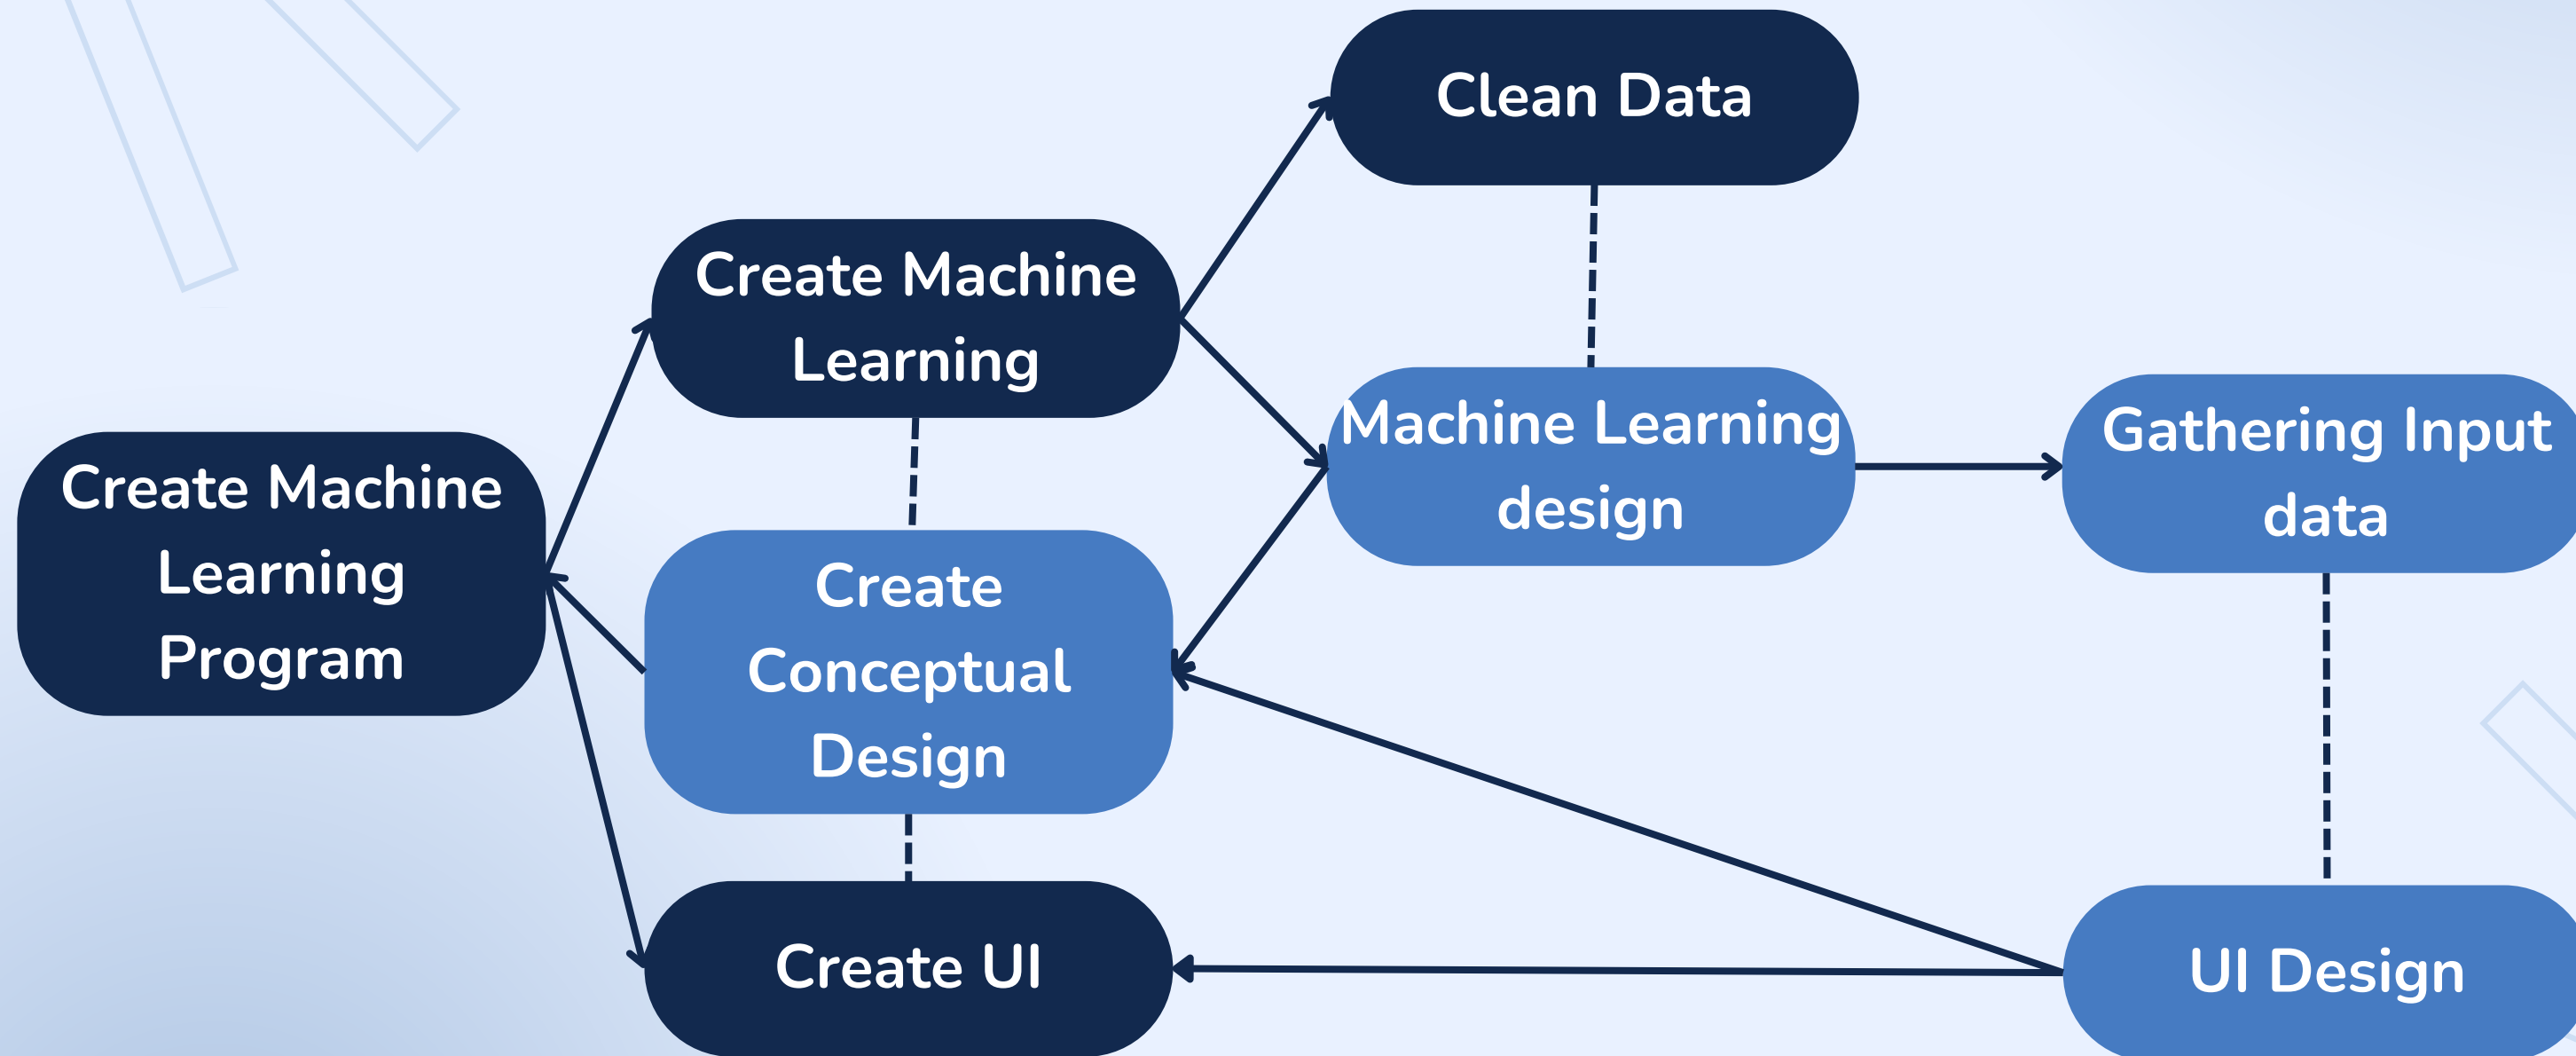 Clean Data
Create Machine
Learning
Machine Learning
design
Gathering Input
data
Create Machine
Learning
Program
Create
Conceptual
Design
Create UI
UI Design